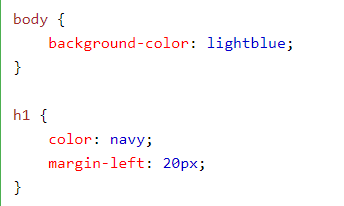 body {
    background-color: lightblue;
}

h1 {
    color: navy;
    margin-left: 20px;
}